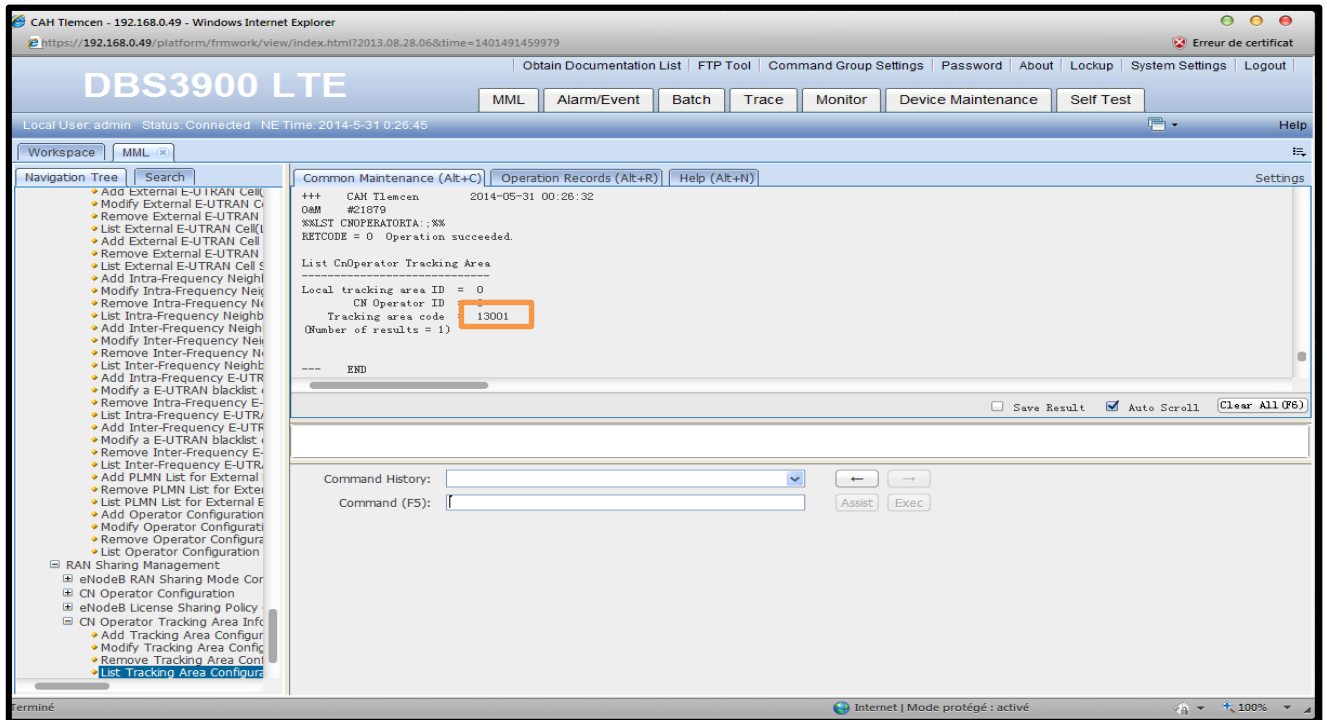 CAH Tlemcen - 192.168.0.49 - Windows Internet Explorer
https://192.168.0.49/platform/frmwork/view/index.html?2013.08.28.06&time=1401491459979
Erreur de certificat
Obtain Documentation List | FTP Tool | Command Group Settings | Password | About | Lockup | System Settings | Logout |
DBS3900 LTE
MML Alarm/Event Batch Trace Monitor Device Maintenance Self Test
Local User: admin Status: Connected NE Time: 2014-5-31 0:26:45
Help
Workspace MML
Navigation Tree Search
Add External E-UTRAN Cell(
Modify External E-UTRAN C
Remove External E-UTRAN
List External E-UTRAN Cell(
Add External E-UTRAN Cell
Remove External E-UTRAN
List External E-UTRAN Cell S
Add Intra-Frequency Neighl
Modify Intra-Frequency Neig
Remove Intra-Frequency Ne
List Intra-Frequency Neighb
Add Inter-Frequency Neigh
Modify Inter-Frequency Nei
Remove Inter-Frequency N
List Inter-Frequency Neighb
Add Intra-Frequency E-UTR
Modify a E-UTRAN blacklist
Remove Intra-Frequency E-
List Intra-Frequency E-UTR
Add Inter-Frequency E-UTR
Modify a E-UTRAN blacklist
Remove Inter-Frequency E-
List Inter-Frequency E-UTR
Add PLMN List for External
Remove PLMN List for Exter
List PLMN List for External E
Add Operator Configuration
Modify Operator Configurati
Remove Operator Configura
List Operator Configuration
RAN Sharing Management
eNodeB RAN Sharing Mode Cor
CN Operator Configuration
eNodeB License Sharing Policy
CN Operator Tracking Area Info
Add Tracking Area Configur
Modify Tracking Area Config
Remove Tracking Area Conf
List Tracking Area Configura
Common Maintenance (Alt+C) Operation Records (Alt+R) Help (Alt+N)
Settings
+++ CAH Tlemcen 2014-05-31 00:26:32
O&M #21879
%%LST CNOPERATORTA:;%%
RETCODE = 0 Operation succeeded.
List CnOperator Tracking Area
-----------------------------
Local tracking area ID = 0
CN Operator ID
Tracking area code 13001
(Number of results = 1)
--- END
Save Result Auto Scroll Clear All (F6)
Command History:
Command (F5): Assist Exec
Terminé
Internet | Mode protégé : activé
100%